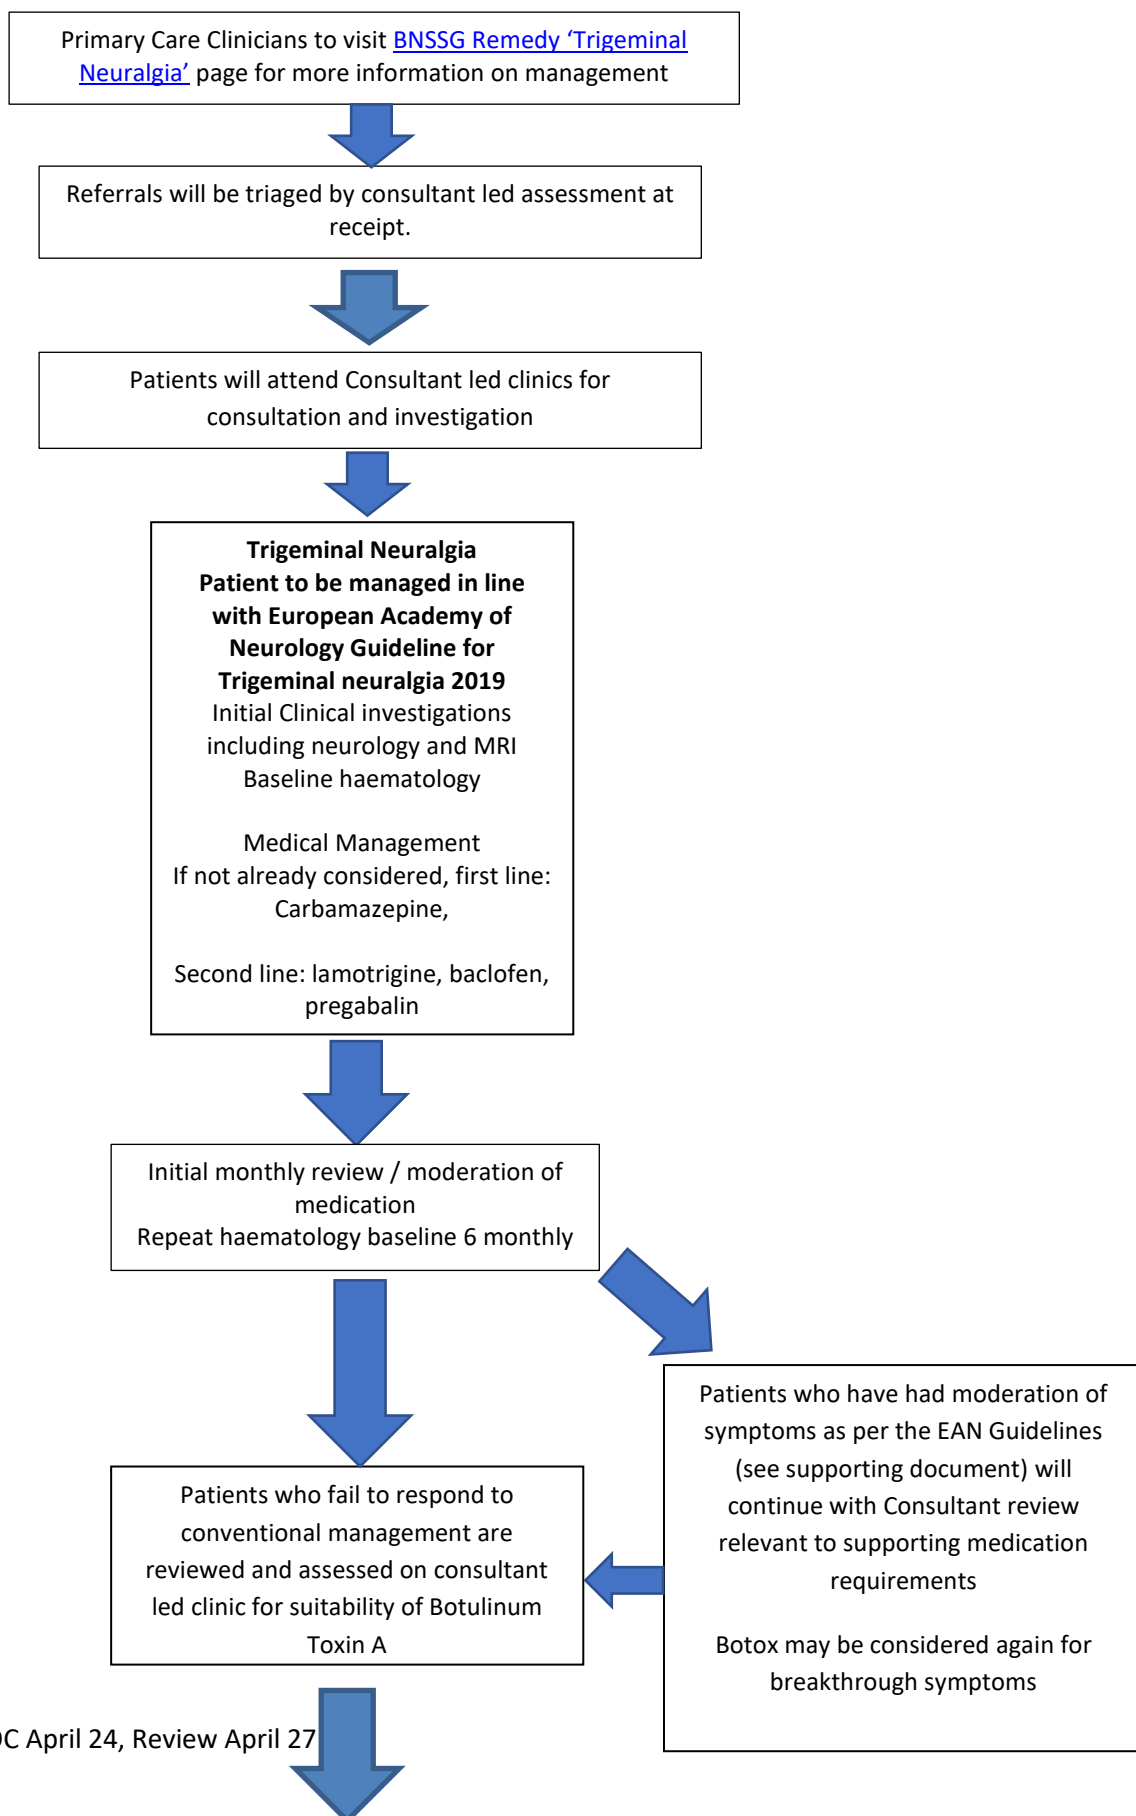 Primary Care Clinicians to visit BNSSG Remedy ‘Trigeminal
Neuralgia’ page for more information on management
Referrals will be triaged by consultant led assessment at
receipt.
Patients will attend Consultant led clinics for
consultation and investigation
Trigeminal Neuralgia
Patient to be managed in line
with European Academy of
Neurology Guideline for
Trigeminal neuralgia 2019
Initial Clinical investigations
including neurology and MRI
Baseline haematology
Medical Management
If not already considered, first line:
Carbamazepine,
Second line: lamotrigine, baclofen,
pregabalin
Initial monthly review / moderation of
medication
Repeat haematology baseline 6 monthly
Patients who have had moderation of
symptoms as per the EAN Guidelines
(see supporting document) will
continue with Consultant review
relevant to supporting medication
requirements
Botox may be considered again for
breakthrough symptoms
Patients who fail to respond to
conventional management are
reviewed and assessed on consultant
led clinic for suitability of Botulinum
Toxin A
April 24, Review April 27